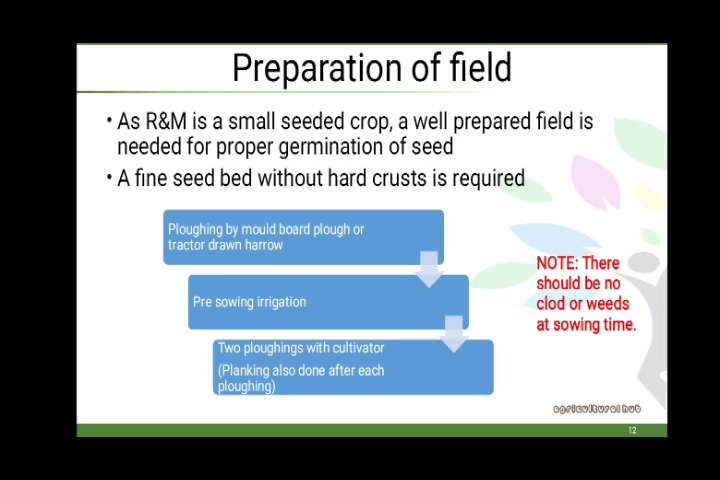 Preparation of field
• As R&M is a small seeded crop, a well prepared field is
needed for proper germination of seed
• A fine seed bed without hard crusts is required
Ploughing by mould board plough or
tractor drawn harrow
Pre sowing irrigation
Two ploughings with cultivator
(Planking also done after each
ploughing)
NOTE: There
should be no
clod or weeds
at sowing time.
agricultural hub
12